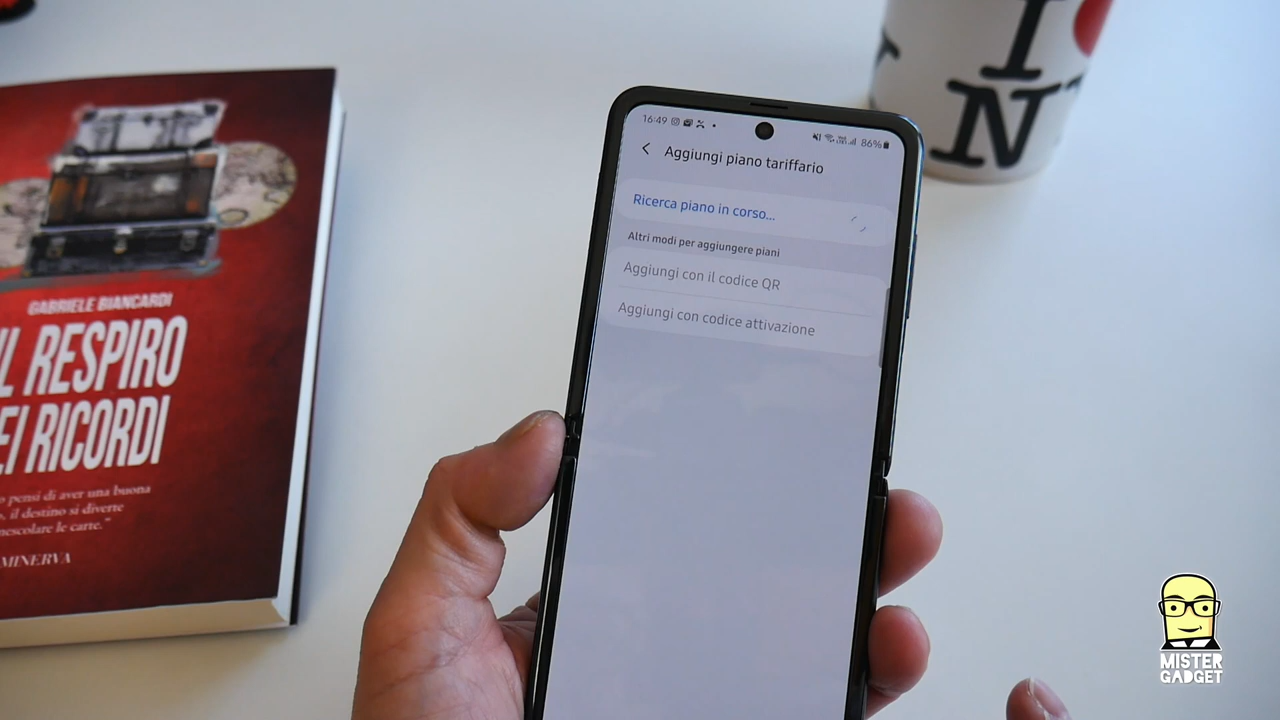 GABRIELE BIANCARDI
IL RESPIRO
EI RICORDI
o pensi di aver una buona
o, il destino si diverte
mescolare le carte."
MINERVA
16:49
86%
Aggiungi piano tariffario
Ricerca piano in corso...
Altri modi per aggiungere piani
Aggiungi con il codice QR
Aggiungi con codice attivazione
I
N
MISTER
GADGET